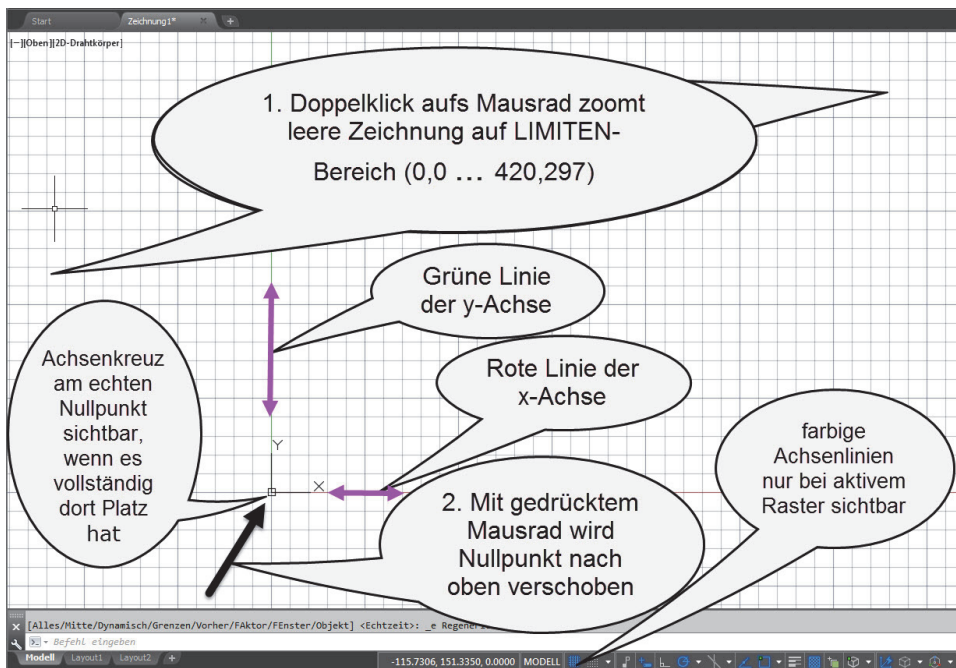 Start
Zeichnung1*
[−][Oben][2D-Drahtkörper]
1. Doppelklick aufs Mausrad zoomt
leere Zeichnung auf LIMITEN-
Bereich (0,0 ... 420,297)
Grüne Linie
der y-Achse
Achsenkreuz
am echten
Nullpunkt
sichtbar,
wenn es
vollständig
dort Platz
hat
Rote Linie der
x-Achse
farbige
Achsenlinien
nur bei aktivem
Raster sichtbar
Y
X
2. Mit gedrücktem
Mausrad wird
Nullpunkt nach
oben verschoben
[Alles/Mitte/Dynamisch/Grenzen/Vorher/FAktor/FEnster/Objekt] <Echtzeit>: _e
Befehl eingeben
Modell Layout1 Layout2 +
-115.7306, 151.3350, 0.0000 MODELL